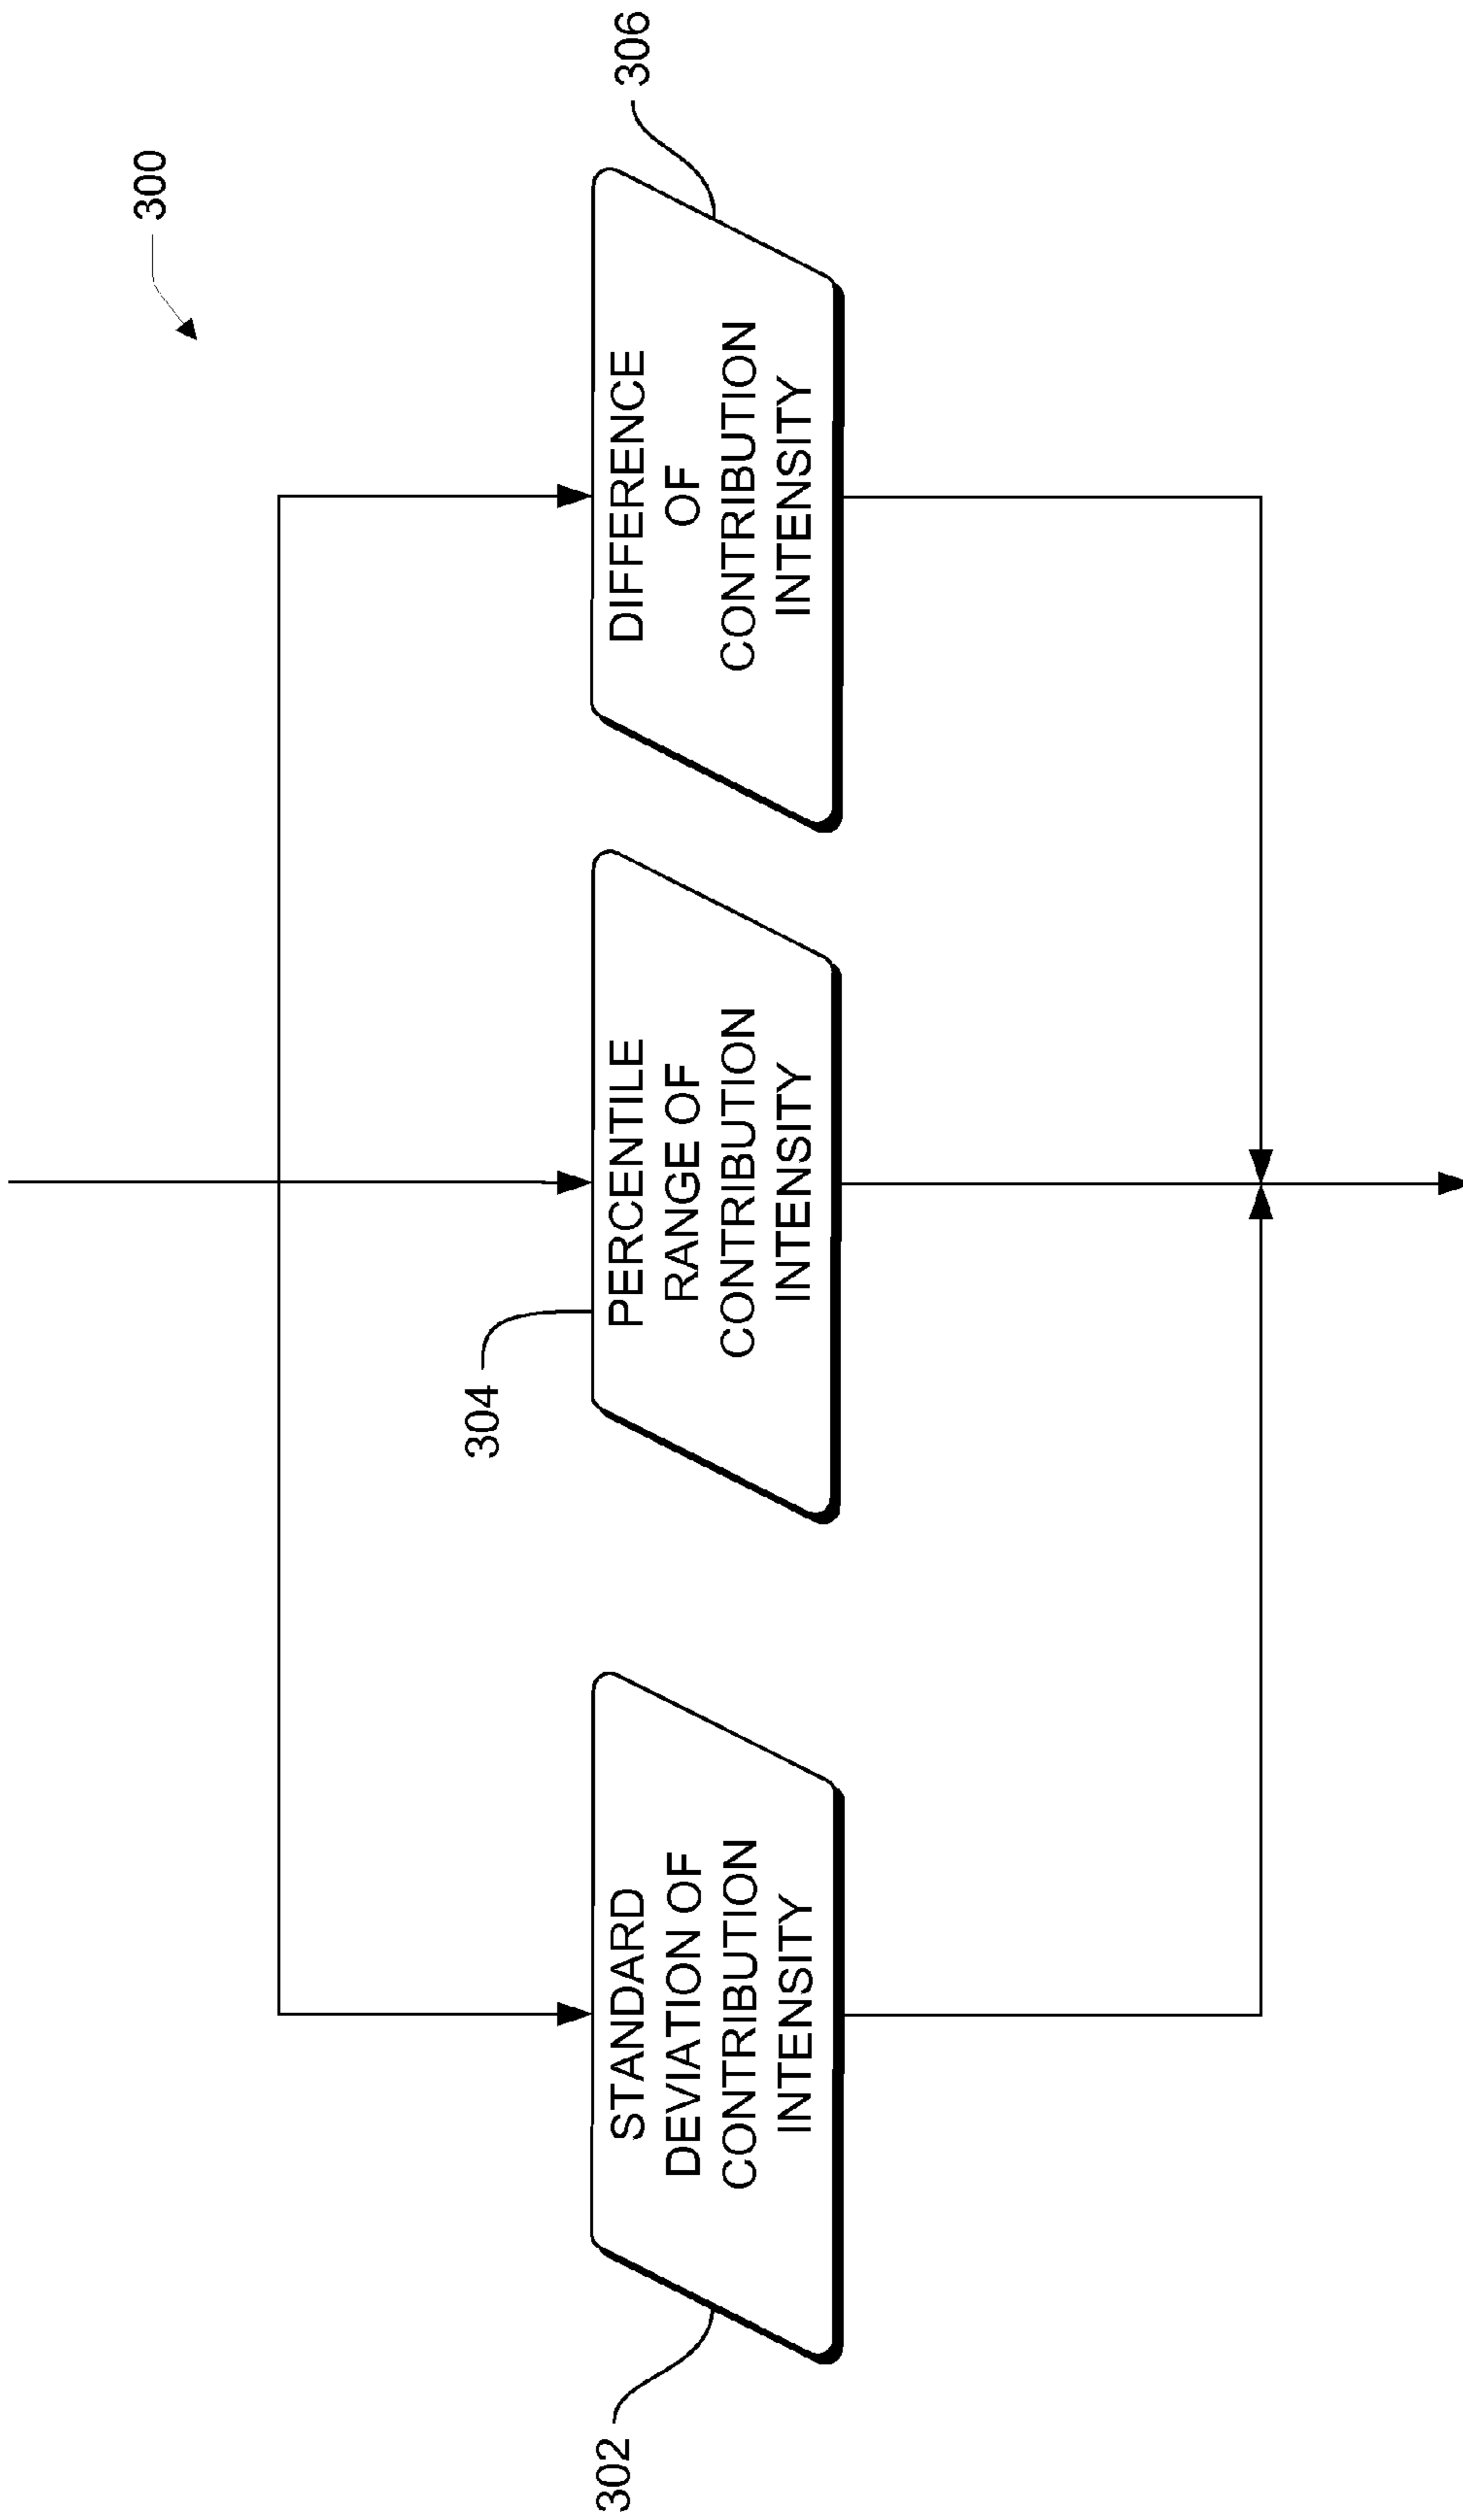 300
302
STANDARD
DEVIATION OF
CONTRIBUTION
INTENSITY
304
PERCENTILE
RANGE OF
CONTRIBUTION
INTENSITY
306
DIFFERENCE
OF
CONTRIBUTION
INTENSITY